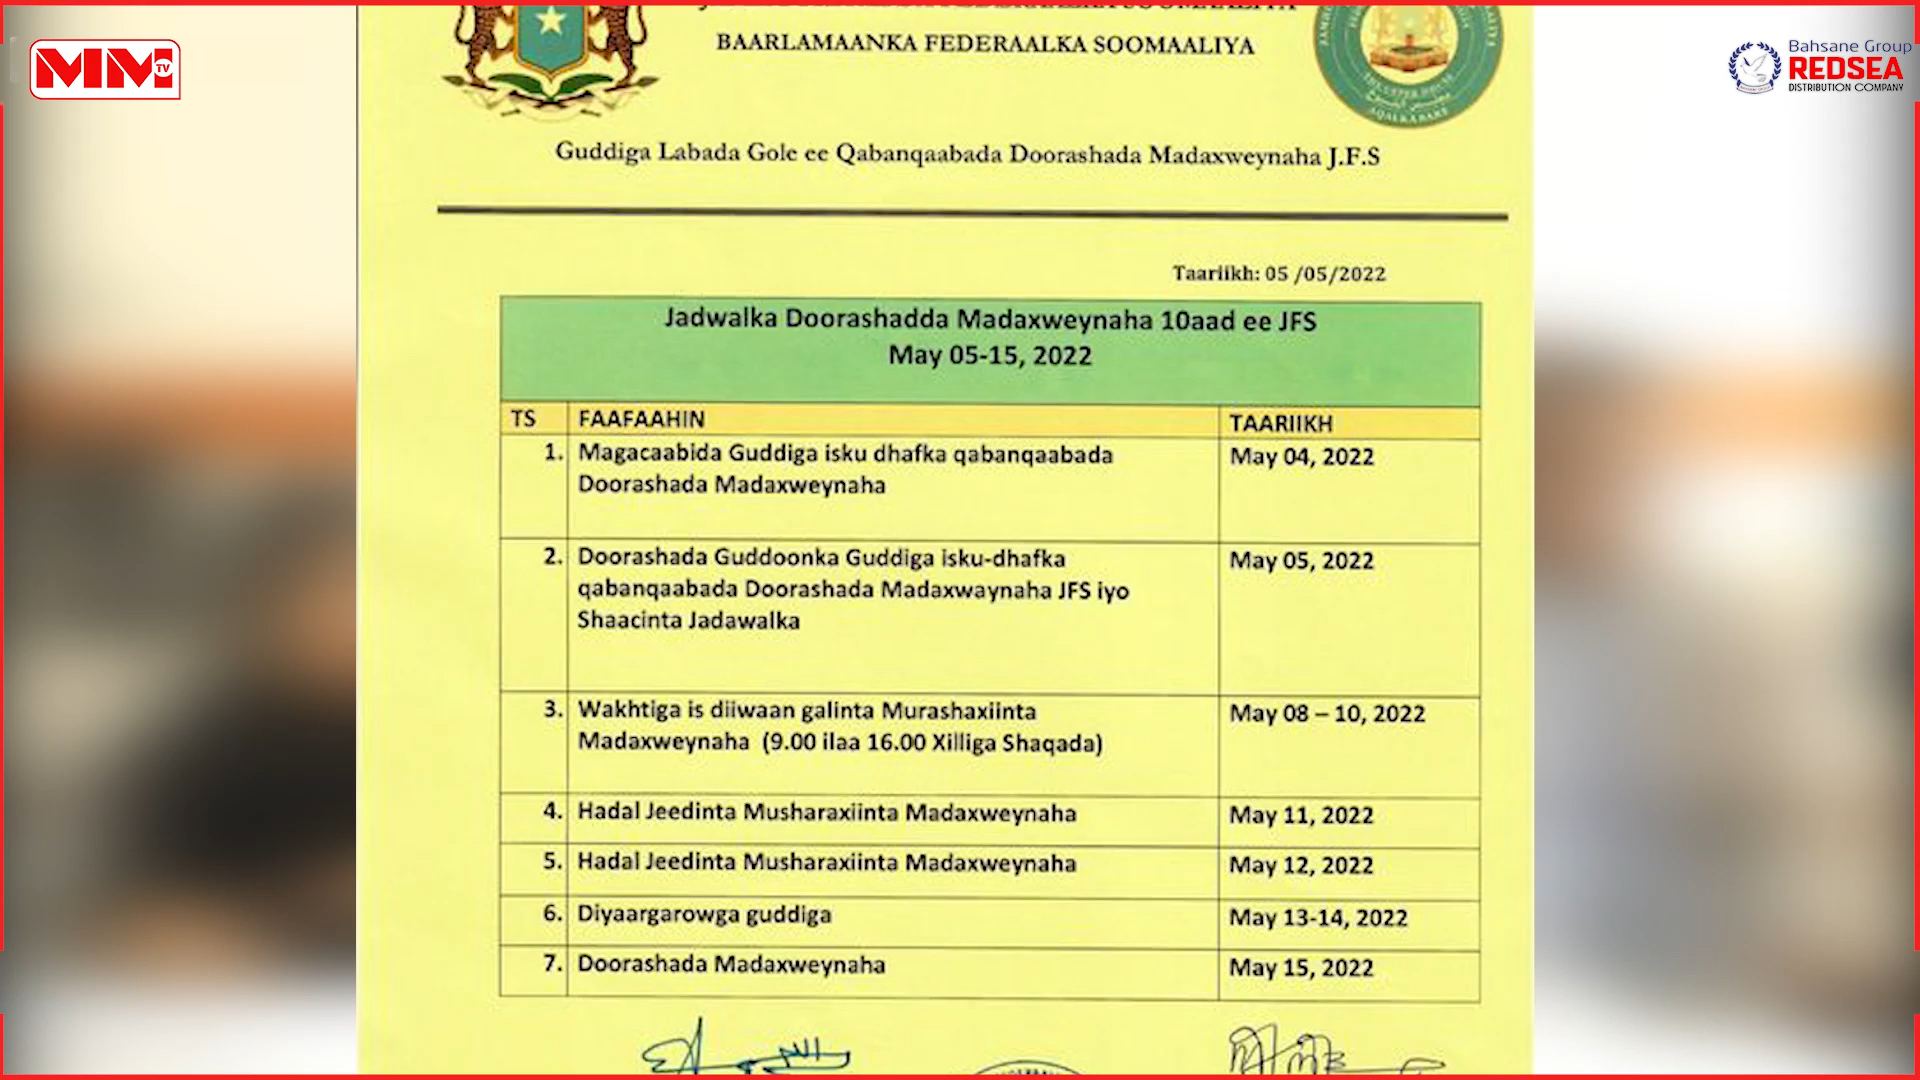 MM TV
Bahsane Group
REDSEA
DISTRIBUTION COMPANY
BAARLAMAANKA FEDERAALKA SOOMAALIYA
AQALKA SARE
Guddiga Labada Gole ee Qabanqaabada Doorashada Madaxweynaha J.F.S
Taariikh: 05 /05/2022
Jadwalka Doorashadda Madaxweynaha 10aad ee JFS
May 05-15, 2022
TS FAAFAAHIN TAARIIKH
1. Magacaabida Guddiga isku dhafka qabanqaabada May 04, 2022
Doorashada Madaxweynaha
2. Doorashada Guddoonka Guddiga isku-dhafka May 05, 2022
qabanqaabada Doorashada Madaxwaynaha JFS iyo
Shaacinta Jadawalka
3. Wakhtiga is diiwaan galinta Murashaxiinta May 08 – 10, 2022
Madaxweynaha (9.00 ilaa 16.00 Xilliga Shaqada)
4. Hadal Jeedinta Musharaxiinta Madaxweynaha May 11, 2022
5. Hadal Jeedinta Musharaxiinta Madaxweynaha May 12, 2022
6. Diyaargarowga guddiga May 13-14, 2022
7. Doorashada Madaxweynaha May 15, 2022